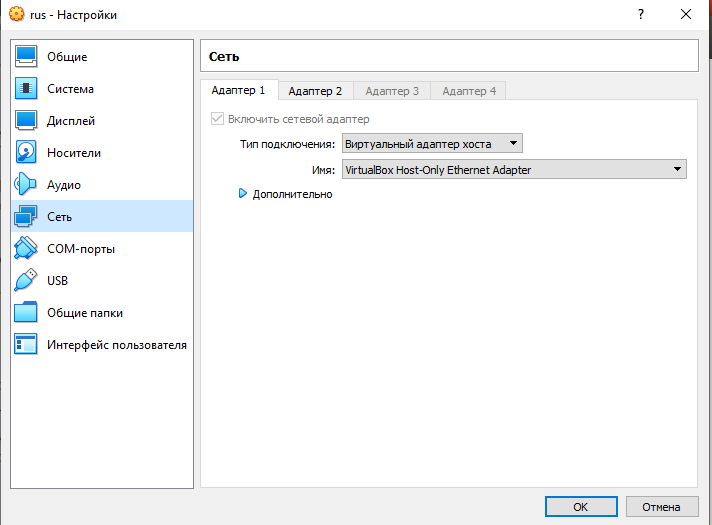 rus - Настройки
?
Общие
Система
Дисплей
Носители
Аудио
Сеть
COM-порты
USB
Общие папки
Интерфейс пользователя
Сеть
Адаптер 1 Адаптер 2 Адаптер 3 Адаптер 4
Включить сетевой адаптер
Тип подключения: Виртуальный адаптер хоста
Имя: VirtualBox Host-Only Ethernet Adapter
Дополнительно
OK Отмена